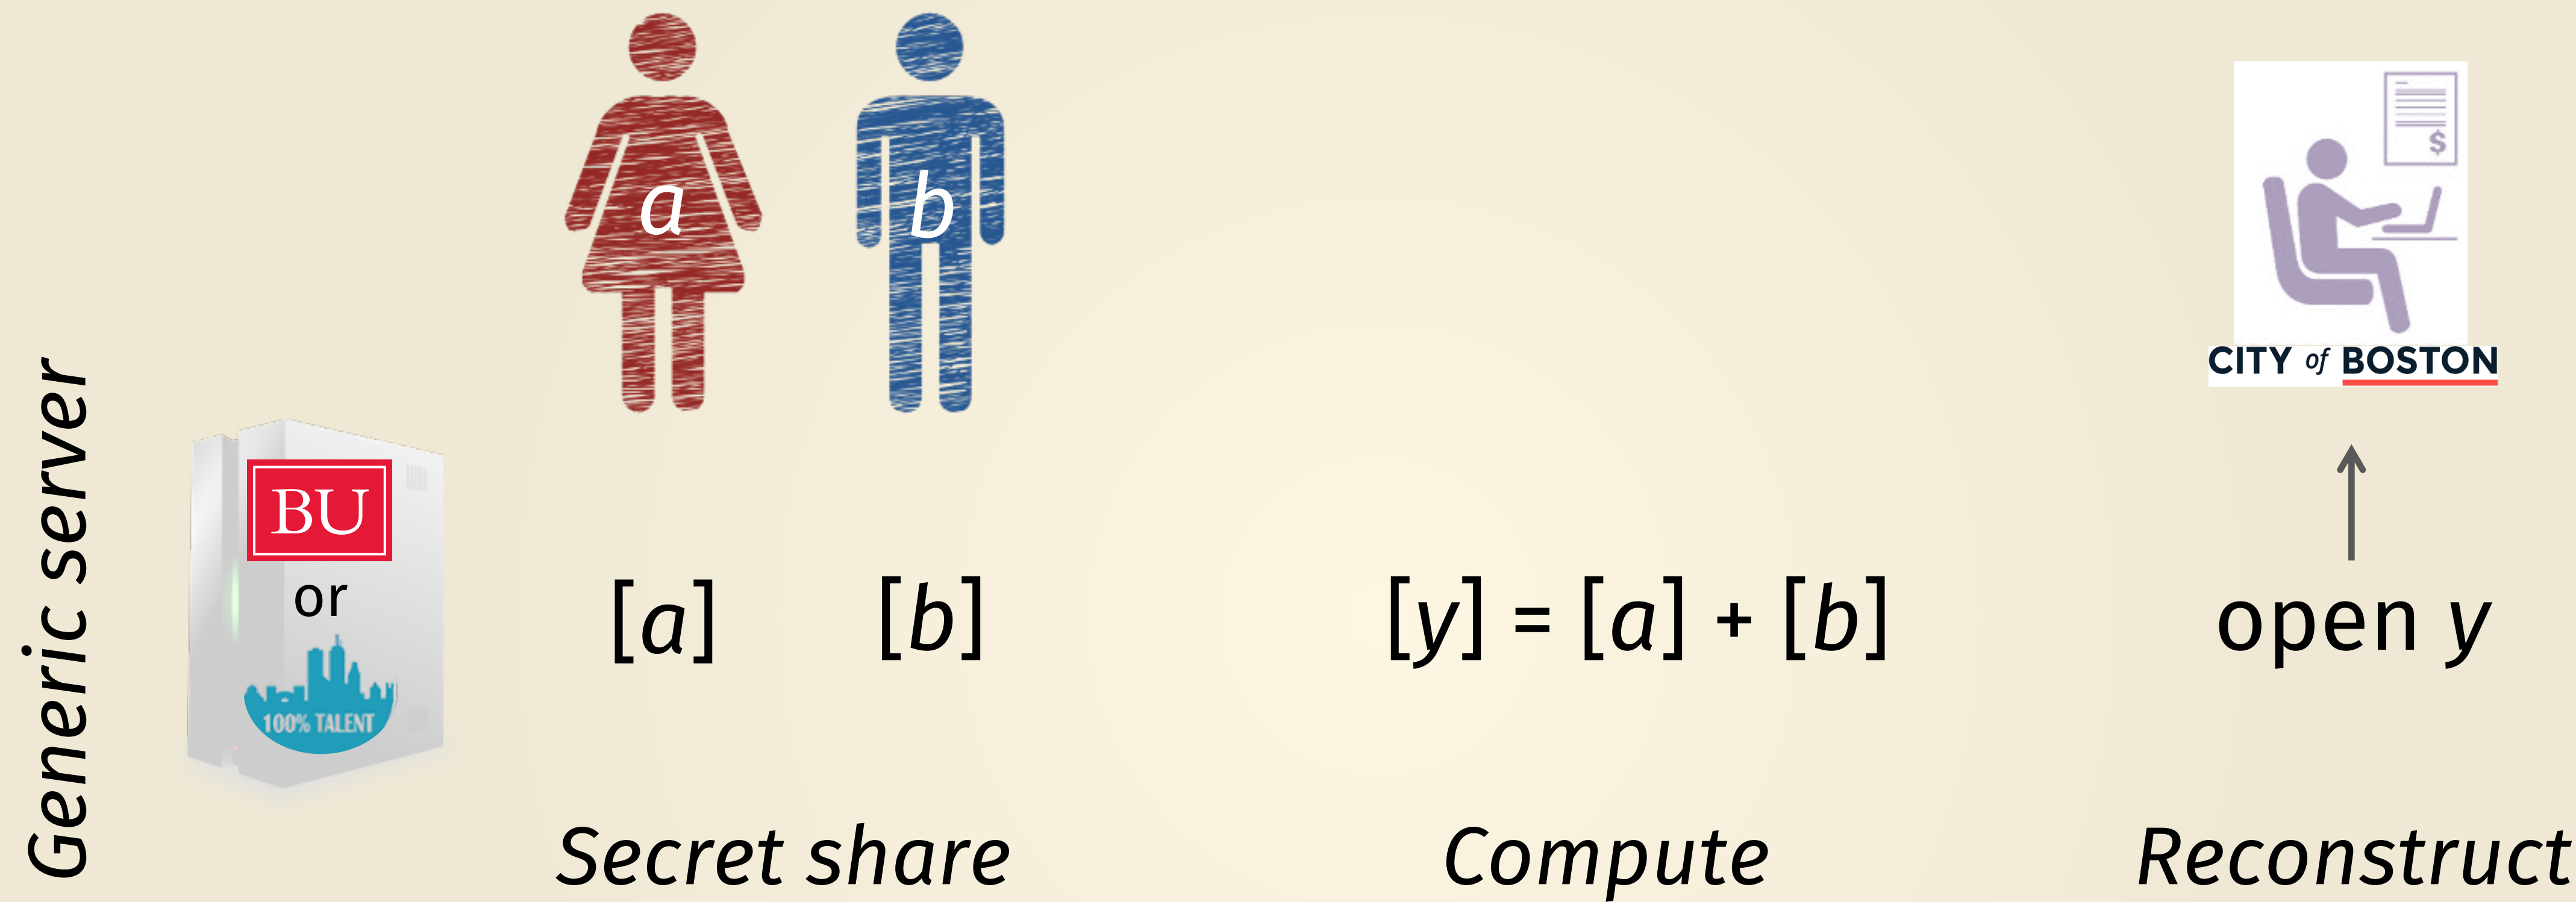 a
b
$
CITY of BOSTON
Generic server
BU
or
100% TALENT
[a]
[b]
[y] = [a] + [b]
open y
Secret share
Compute
Reconstruct